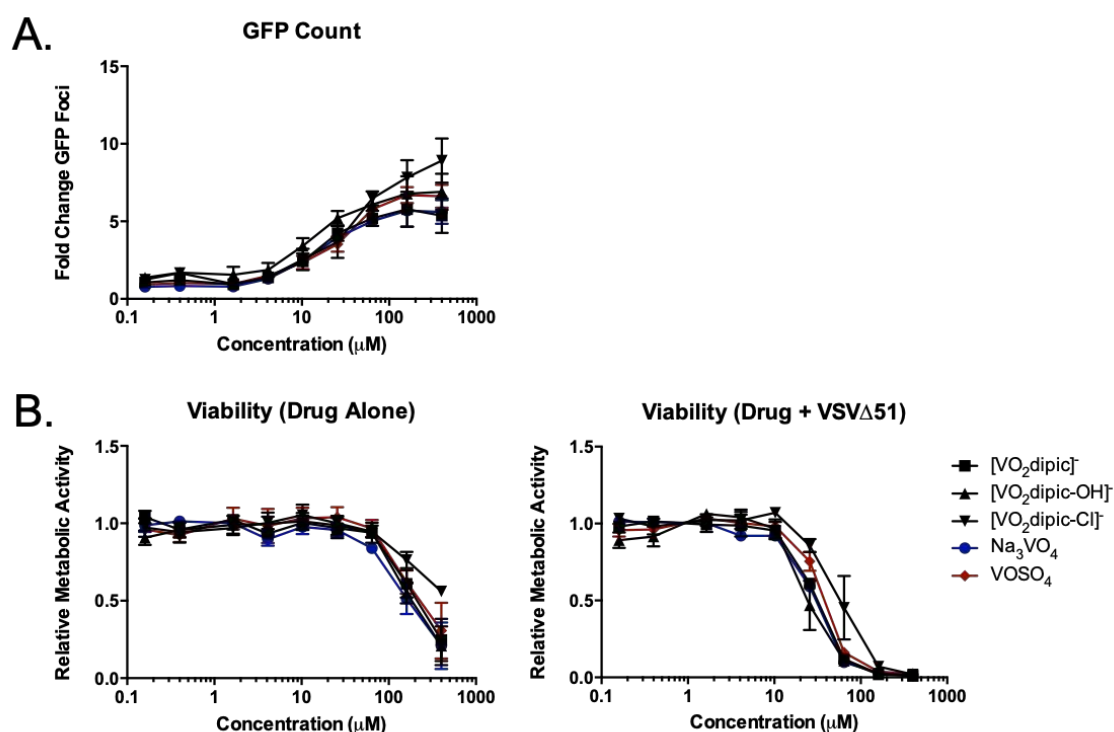 A.
GFP Count
Fold Change GFP Foci
15
10
5
0
0.1 1 10 100 1000
Concentration (μM)
B.
Viability (Drug Alone)
Relative Metabolic Activity
1.5
1.0
0.5
0.0
0.1 1 10 100 1000
Concentration (μM)
Viability (Drug + VSVΔ51)
Relative Metabolic Activity
1.5
1.0
0.5
0.0
0.1 1 10 100 1000
Concentration (μM)
[VO₂dipic]⁻
[VO₂dipic-OH]⁻
[VO₂dipic-Cl]⁻
Na₃VO₄
VOSO₄